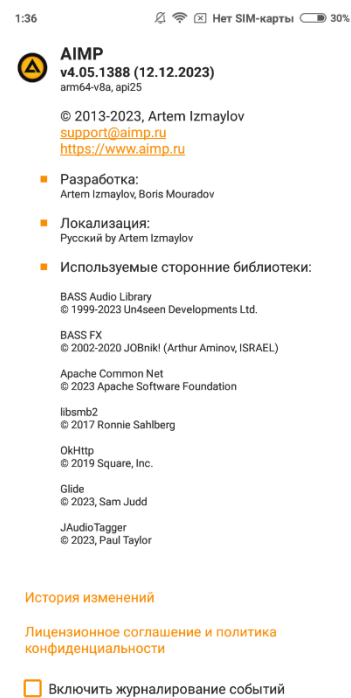 1:36 Нет SIM-карты 30%
AIMP
v4.05.1388 (12.12.2023)
arm64-v8a, api25
© 2013-2023, Artem Izmaylov
support@aimp.ru
https://www.aimp.ru
Разработка:
Artem Izmaylov, Boris Mouradov
Локализация:
Русский by Artem Izmaylov
Используемые сторонние библиотеки:
BASS Audio Library
© 1999-2023 Un4seen Developments Ltd.
BASS FX
© 2002-2020 JOBnik! (Arthur Aminov, ISRAEL)
Apache Common Net
© 2023 Apache Software Foundation
libsmb2
© 2017 Ronnie Sahlberg
OkHttp
© 2019 Square, Inc.
Glide
© 2023, Sam Judd
JAudioTagger
© 2023, Paul Taylor
История изменений
Лицензионное соглашение и политика
конфиденциальности
Включить журналирование событий